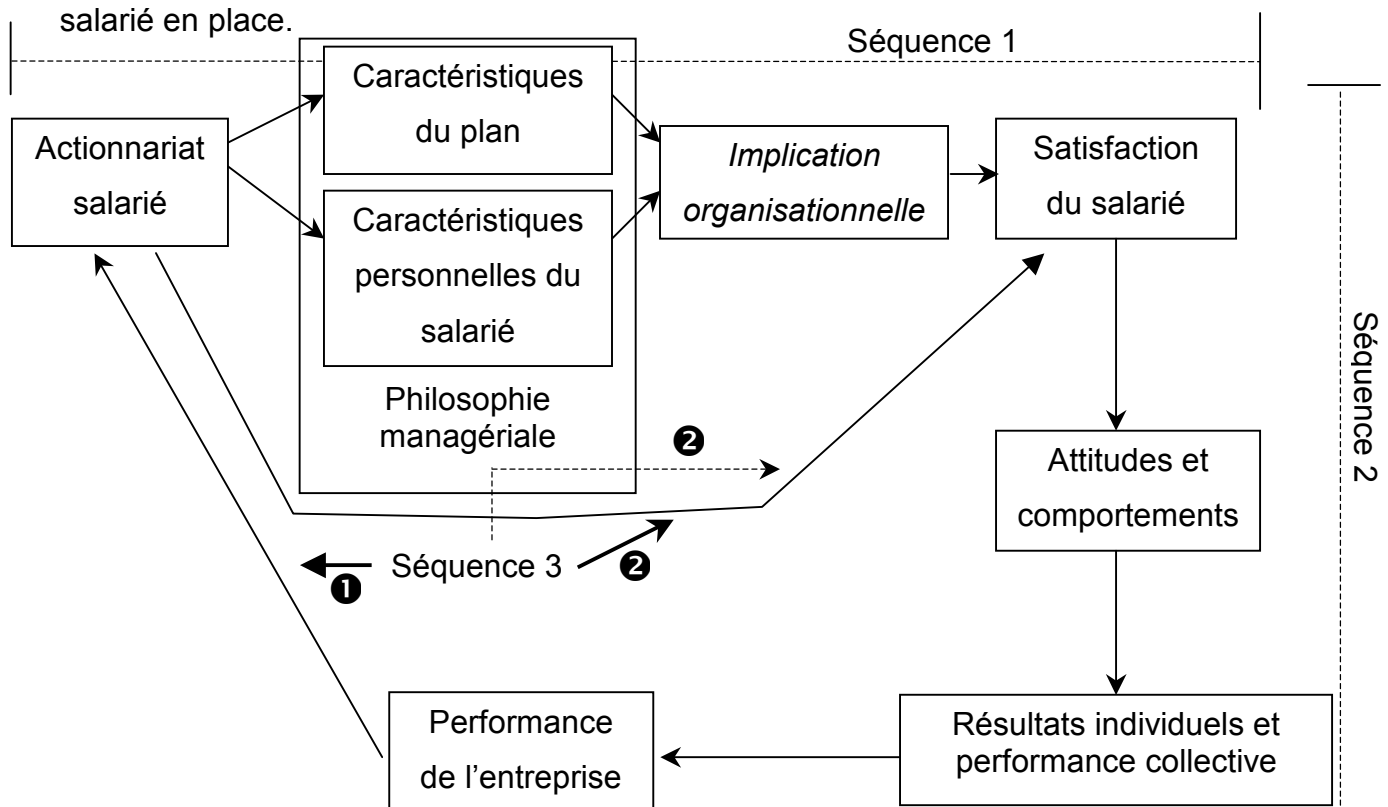 salarié en place.
Séquence 1
Caractéristiques
du plan
Actionnariat
salarié
Implication
organisationnelle
Satisfaction
du salarié
Caractéristiques
personnelles du
salarié
Philosophie
managériale
❷
Séquence 2
Attitudes et
comportements
❶ Séquence 3 ❷
Performance
de l’entreprise
Résultats individuels et
performance collective